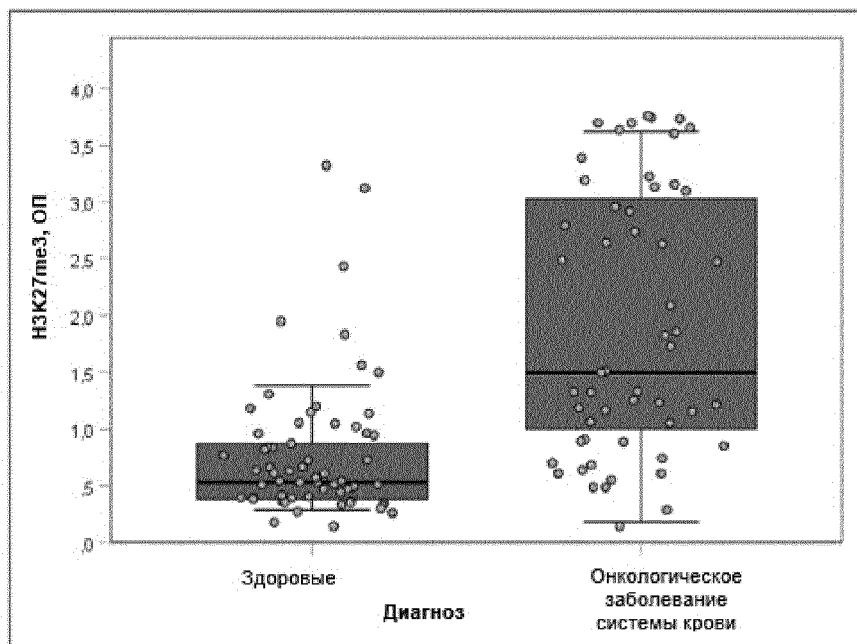 H3K27me3, ОП
4,0
3,5
3,0
2,5
2,0
1,5
1,0
,5
,0
Здоровые
Онкологическое
заболевание
системы крови
Диагноз